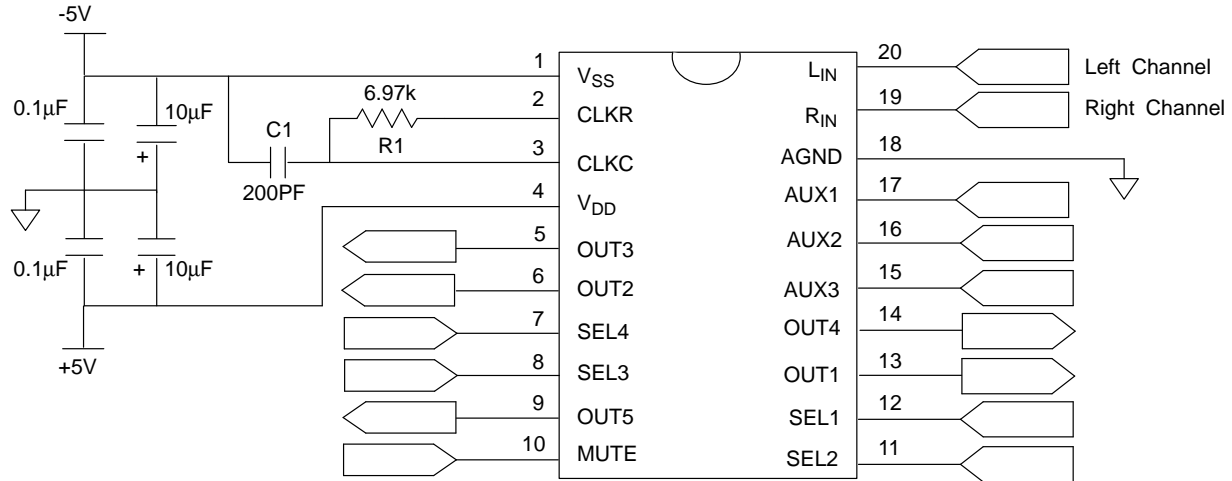 -5V
0.1μF
10μF
+
C1
200PF
6.97k
R1
0.1μF
+
10μF
+5V
1
2
3
4
5
6
7
8
9
10
VSS
CLKR
CLKC
VDD
OUT3
OUT2
SEL4
SEL3
OUT5
MUTE
LIN
RIN
AGND
AUX1
AUX2
AUX3
OUT4
OUT1
SEL1
SEL2
20
19
18
17
16
15
14
13
12
11
Left Channel
Right Channel